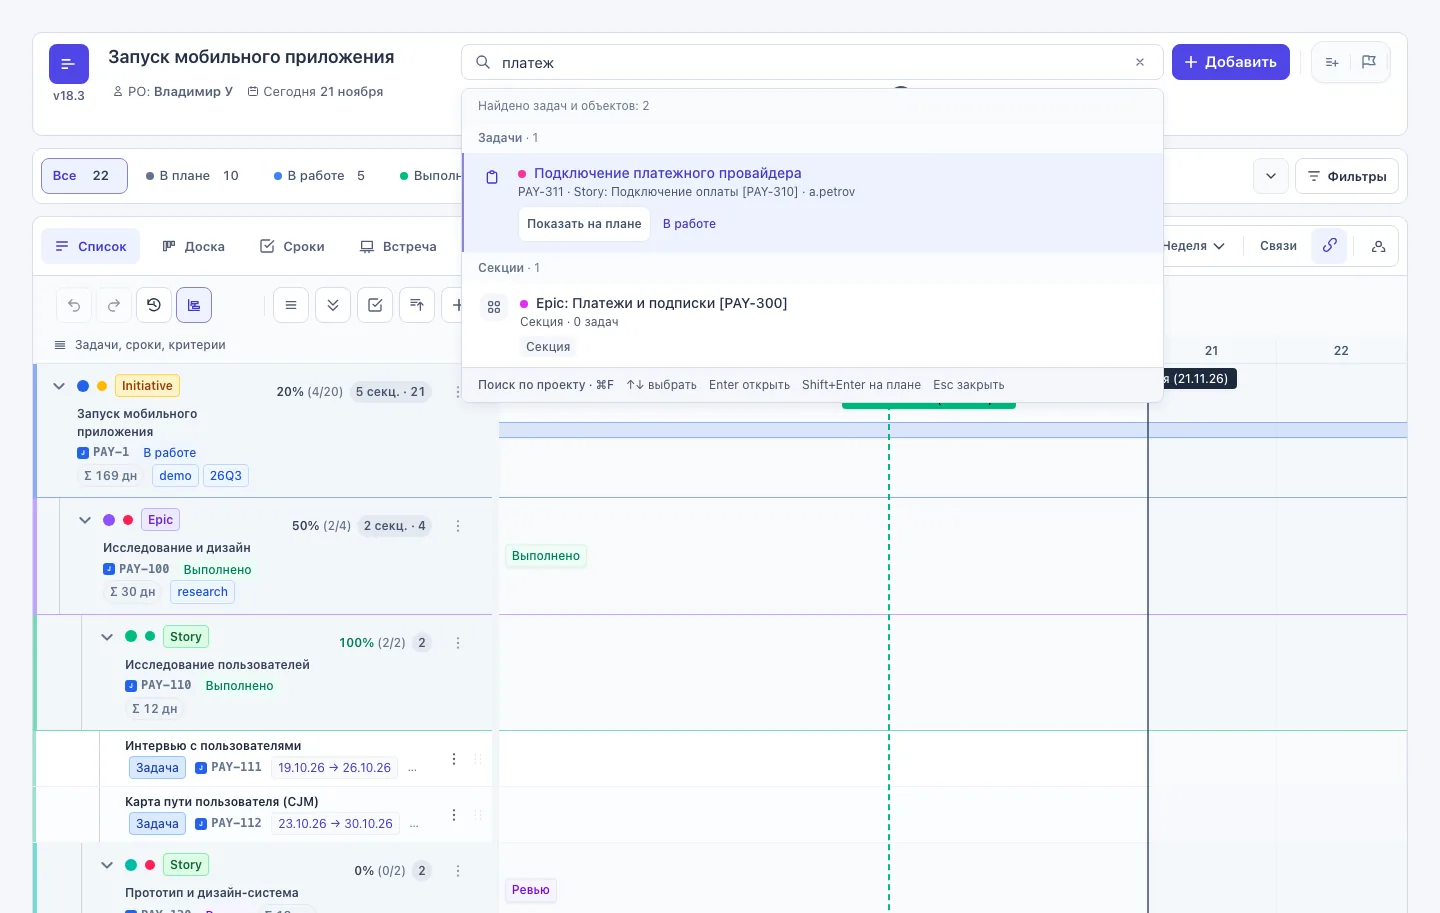 Запуск мобильного приложения
v18.3
PO: Владимир У
Сегодня 21 ноября
платеж
Добавить
Найдено задач и объектов: 2
Задачи · 1
Подключение платежного провайдера
PAY-311 · Story: Подключение оплаты [PAY-310] · a.petrov
Показать на плане
В работе
Секции · 1
Epic: Платежи и подписки [PAY-300]
Секция · 0 задач
Секция
Поиск по проекту · ⌘F ↑↓ выбрать Enter открыть Shift+Enter на плане Esc закрыть
Все 22
В плане 10
В работе 5
Выполн
Фильтры
Список
Доска
Сроки
Встреча
Неделя
Связи
Задачи, сроки, критерии
21
22
я (21.11.26)
Initiative
20% (4/20)
5 секц. · 21
Запуск мобильного
приложения
PAY-1 В работе
Σ 169 дн demo 26Q3
Epic
50% (2/4)
2 секц. · 4
Исследование и дизайн
PAY-100 Выполнено
Σ 30 дн research
Выполнено
Story
100% (2/2) 2
Исследование пользователей
PAY-110 Выполнено
Σ 12 дн
Интервью с пользователями
Задача PAY-111 19.10.26 → 26.10.26 ...
Карта пути пользователя (CJM)
Задача PAY-112 23.10.26 → 30.10.26 ...
Story
0% (0/2) 2
Прототип и дизайн-система
Ревью